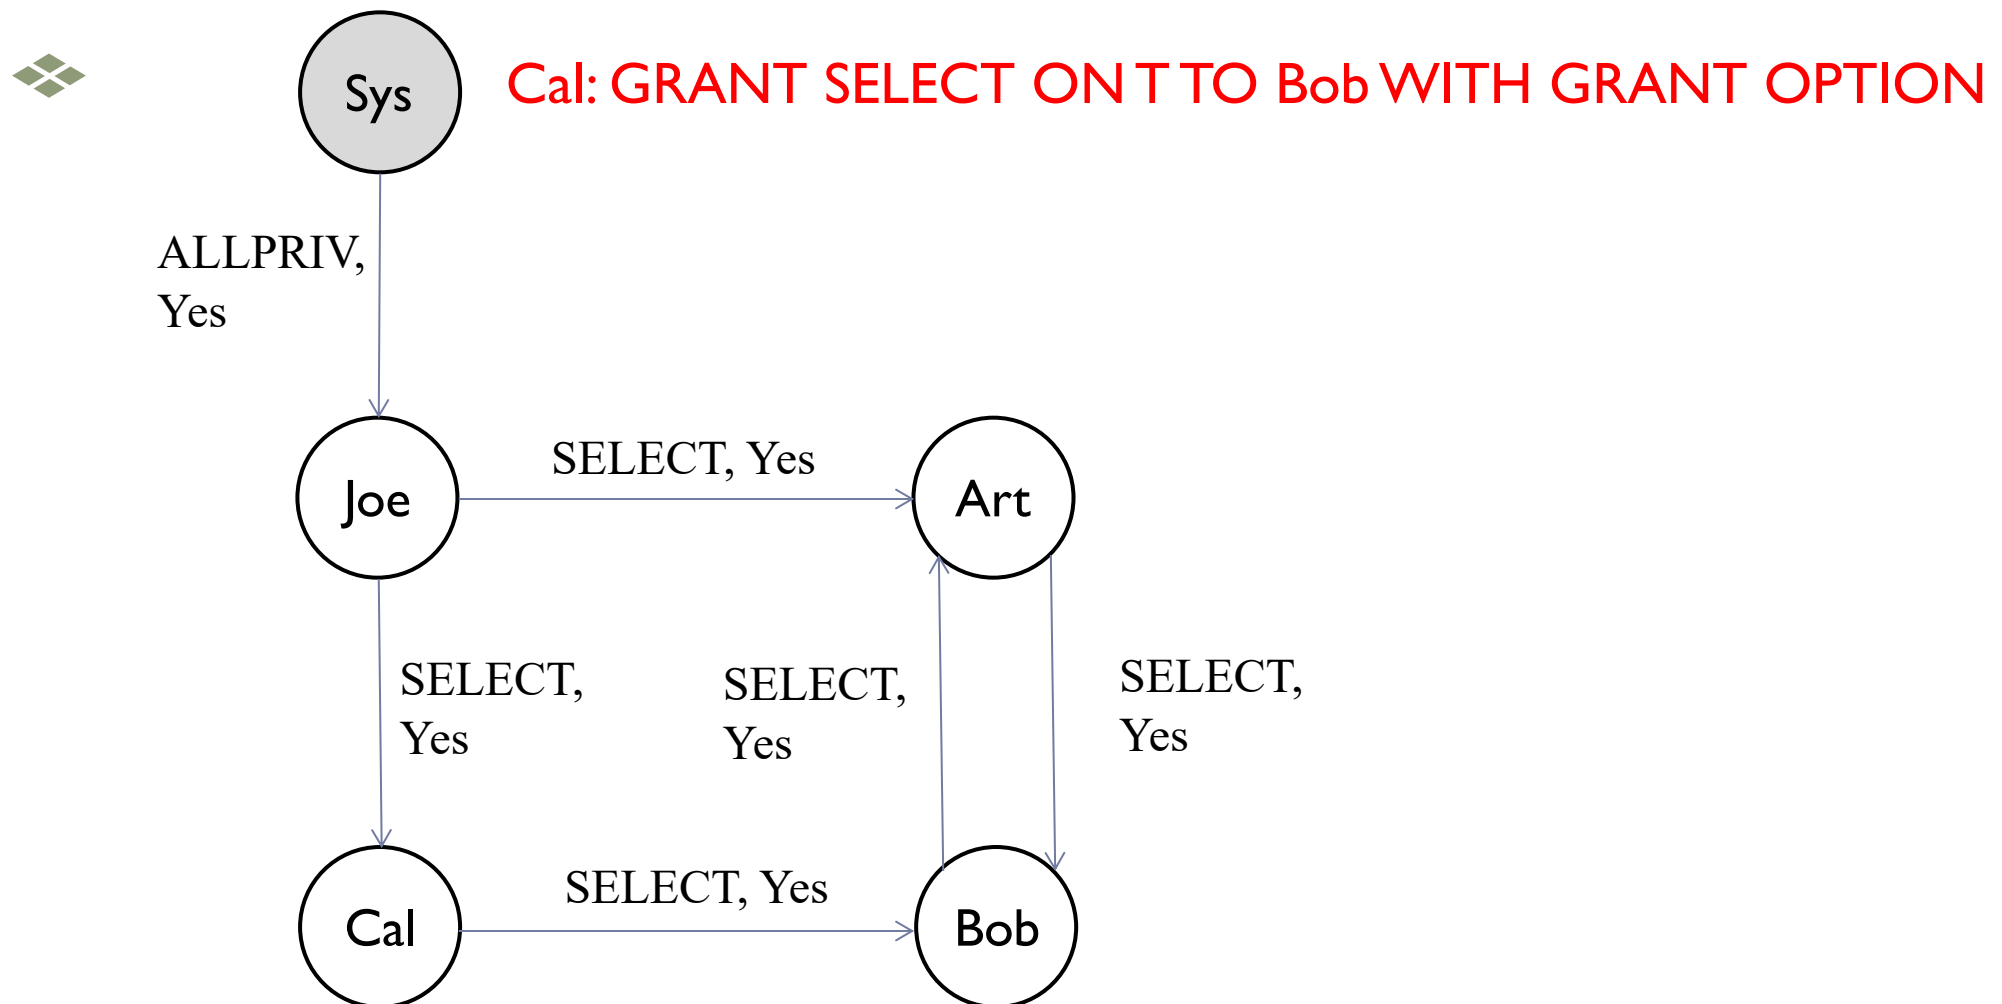 Sys
Cal: GRANT SELECT ON T TO Bob WITH GRANT OPTION
ALLPRIV,
Yes
Joe
SELECT, Yes
Art
SELECT,
Yes
SELECT,
Yes
SELECT,
Yes
Cal
SELECT, Yes
Bob